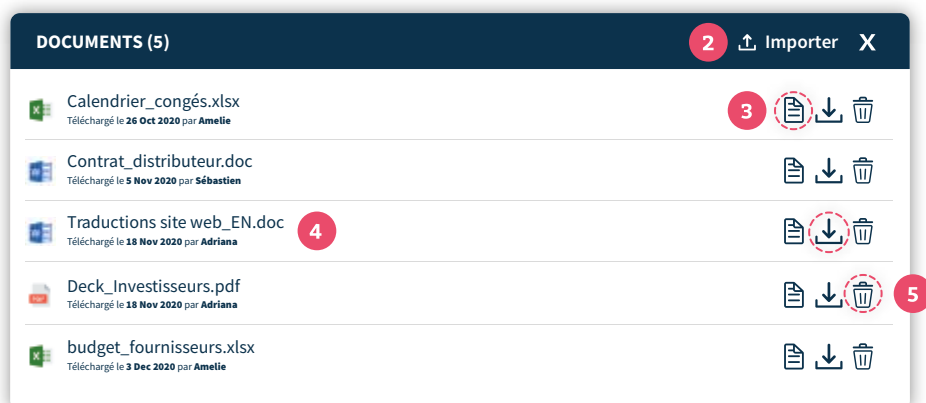 DOCUMENTS (5) 2 Importer X
Calendrier_congés.xlsx 3
Téléchargé le 26 Oct 2020 par Amelie
Contrat_distributeur.doc
Téléchargé le 5 Nov 2020 par Sébastien
Traductions site web_EN.doc 4
Téléchargé le 18 Nov 2020 par Adriana
Deck_Investisseurs.pdf 5
Téléchargé le 18 Nov 2020 par Adriana
budget_fournisseurs.xlsx
Téléchargé le 3 Dec 2020 par Amelie